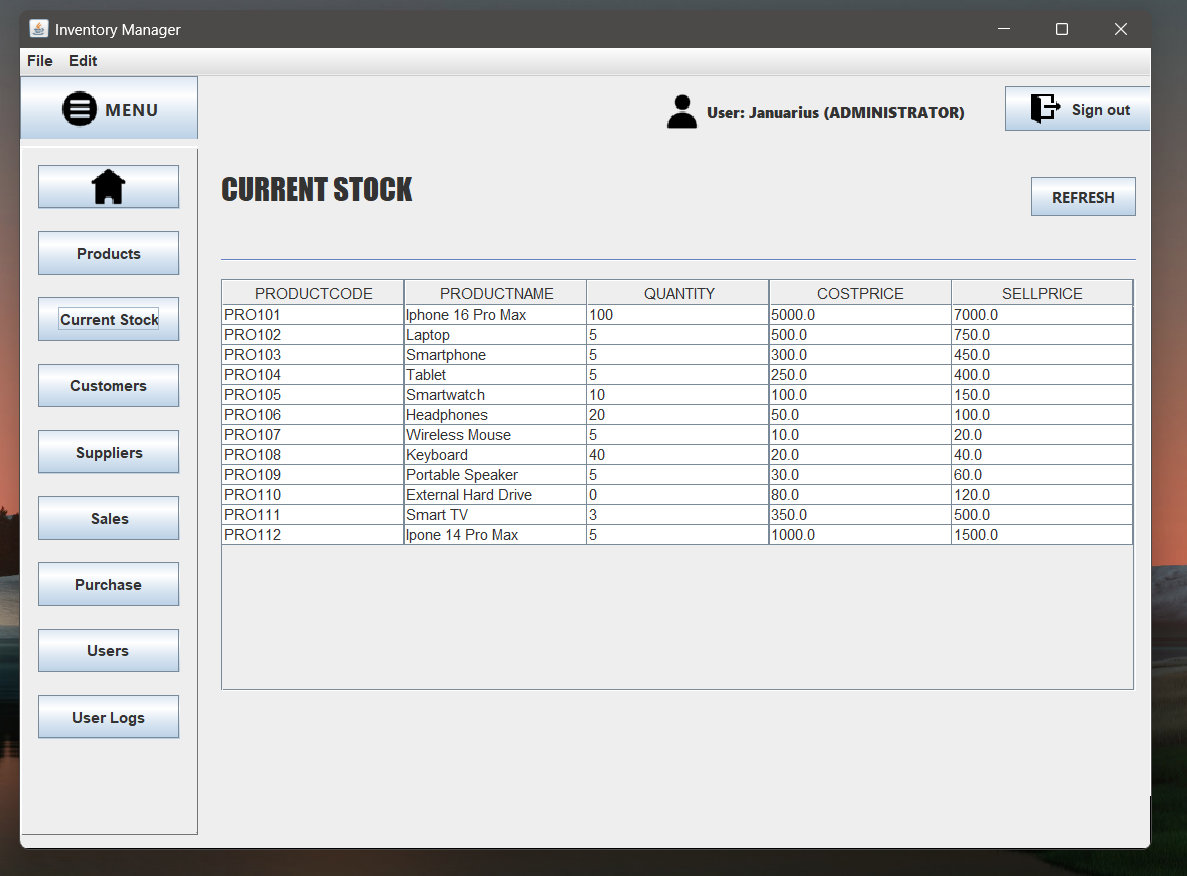 Inventory Manager
File Edit
MENU
User: Januarius (ADMINISTRATOR)
Sign out
Products
Current Stock
Customers
Suppliers
Sales
Purchase
Users
User Logs
CURRENT STOCK
REFRESH
PRODUCTCODE PRODUCTNAME QUANTITY COSTPRICE SELLPRICE
PRO101 Iphone 16 Pro Max 100 5000.0 7000.0
PRO102 Laptop 5 500.0 750.0
PRO103 Smartphone 5 300.0 450.0
PRO104 Tablet 5 250.0 400.0
PRO105 Smartwatch 10 100.0 150.0
PRO106 Headphones 20 50.0 100.0
PRO107 Wireless Mouse 5 10.0 20.0
PRO108 Keyboard 40 20.0 40.0
PRO109 Portable Speaker 5 30.0 60.0
PRO110 External Hard Drive 0 80.0 120.0
PRO111 Smart TV 3 350.0 500.0
PRO112 Ipone 14 Pro Max 5 1000.0 1500.0